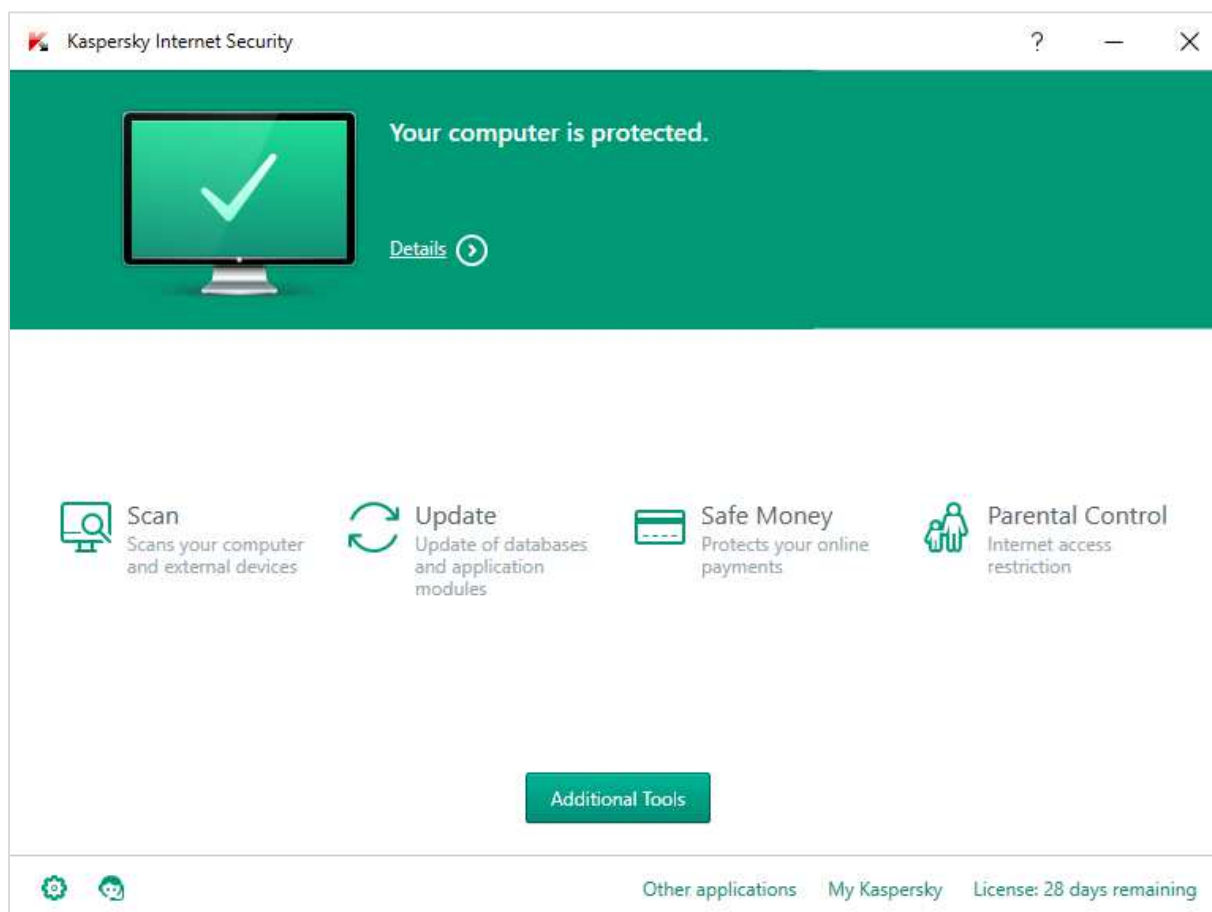 Kaspersky Internet Security
?
Your computer is protected.
Details
Scan
Scans your computer
and external devices
Update
Update of databases
and application
modules
Safe Money
Protects your online
payments
Parental Control
Internet access
restriction
Additional Tools
Other applications My Kaspersky License: 28 days remaining